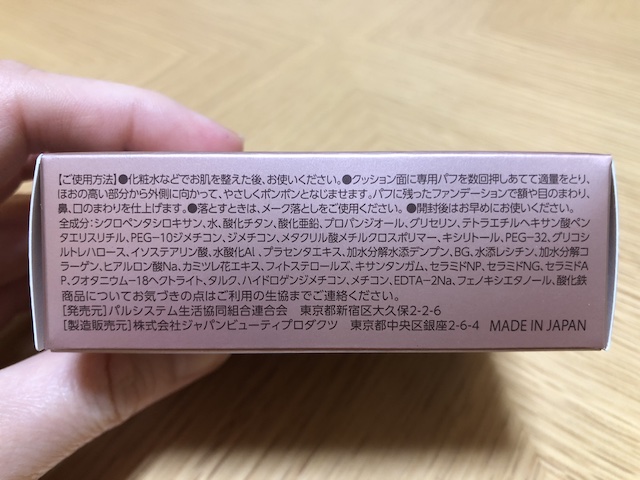 【ご使用方法】●化粧水などでお肌を整えた後、お使いください。●クッション面に専用パフを数回押しあてて適量をとり、
ほおの高い部分から外側に向かって、やさしくポンポンとなじませます。パフに残ったファンデーションで額や目のまわり、
鼻、口のまわりを仕上げます。●落とすときは、メーク落としをご使用ください。●開封後はお早めにお使いください。
全成分：シクロペンタシロキサン、水、酸化チタン、酸化亜鉛、プロパンジオール、グリセリン、テトラエチルヘキサン酸ペン
タエリスリチル、PEG-10ジメチコン、ジメチコン、メタクリル酸メチルクロスポリマー、キシリトール、PEG-32、グリコシ
ルトレハロース、イソステアリン酸、水酸化Al、プラセンタエキス、加水分解水添デンプン、BG、水添レシチン、加水分解コ
ラーゲン、ヒアルロン酸Na、カミツレ花エキス、フィトステロールズ、キサンタンガム、セラミドNP、セラミドNG、セラミドA
P、クオタニウム-18ヘクトライト、タルク、ハイドロゲンジメチコン、メチコン、EDTA-2Na、フェノキシエタノール、酸化鉄
商品についてお気づきの点はご利用の生協までご連絡ください。
［発売元］パルシステム生活協同組合連合会　東京都新宿区大久保2-2-6
［製造販売元］株式会社ジャパンビューティプロダクツ　東京都中央区銀座2-6-4　MADE IN JAPAN